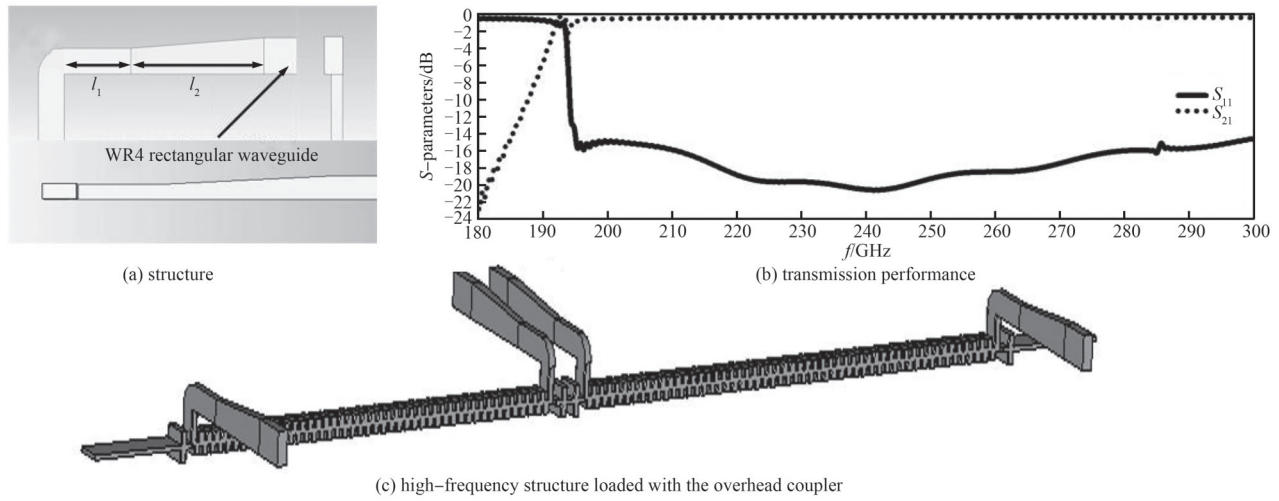 l₁
l₂
WR4 rectangular waveguide
(a) structure
0
−2
−4
−6
−8
−10
−12
−14
−16
−18
−20
−22
−24
S−parameters/dB
S₁₁
S₂₁
180 190 200 210 220 230 240 250 260 270 280 290 300
f/GHz
(b) transmission performance
(c) high−frequency structure loaded with the overhead coupler